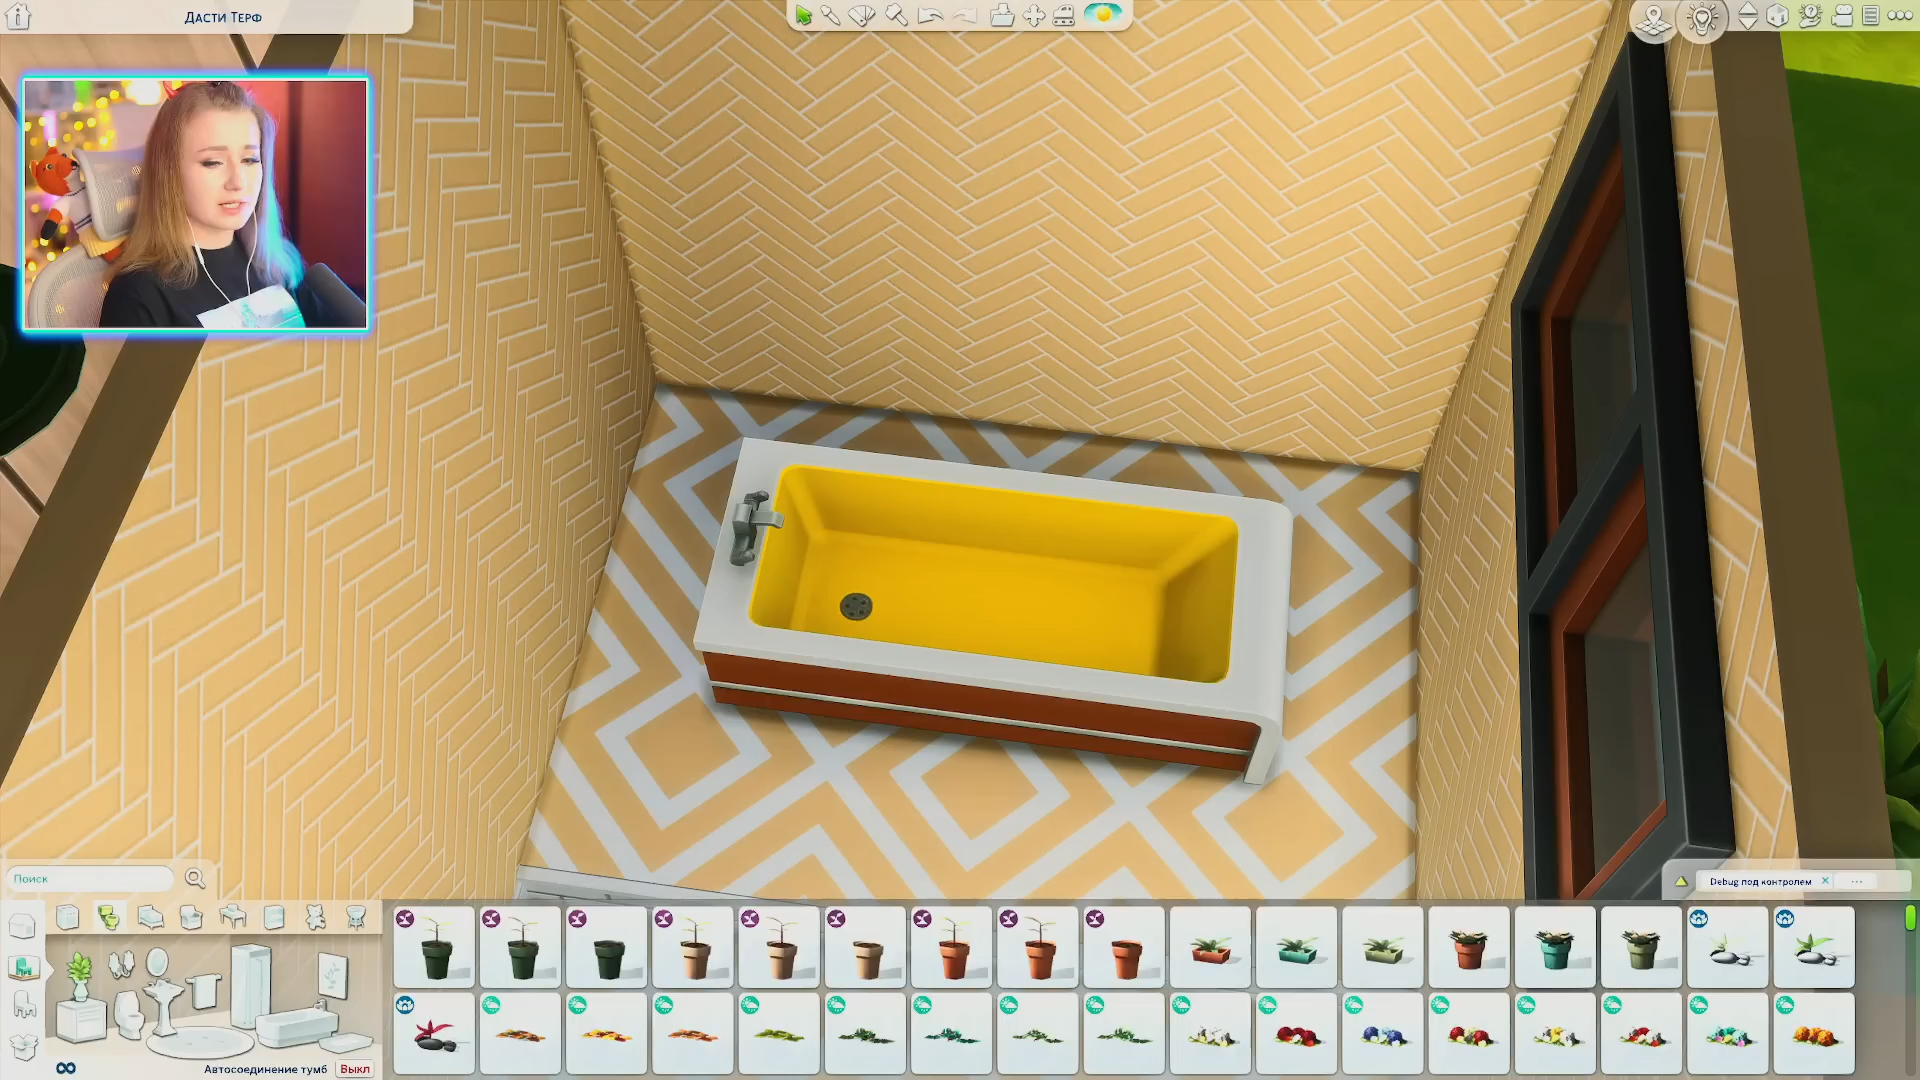 Дасти Терф
Поиск
Debug под контролем
Автосоединение тумб Выкл